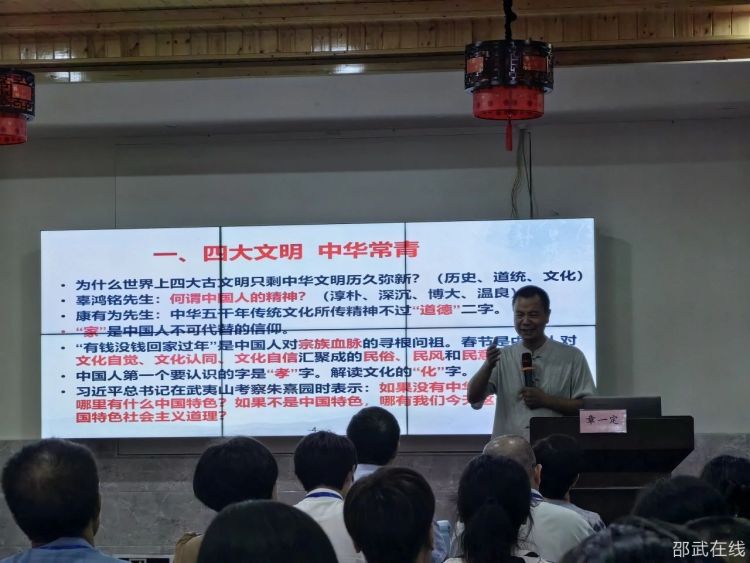 一、四大文明 中华常青
• 为什么世界上四大古文明只剩中华文明历久弥新？（历史、道统、文化）
• 辜鸿铭先生：何谓中国人的精神？（淳朴、深沉、博大、温良）
• 康有为先生：中华五千年传统文化所传精神不过“道德”二字。
• “家”是中国人不可代替的信仰。
• “有钱没钱回家过年”是中国人对宗族血脉的寻根问祖。春节是中
对
文化自觉、文化认同、文化自信汇聚成的民俗、民风和民
• 中国人第一个要认识的字是“孝”字。解读文化的“化”字。
• 习近平总书记在武夷山考察朱熹园时表示：如果没有中华
哪里有什么中国特色？如果不是中国特色，哪有我们今天这
国特色社会主义道理？
章一定
邵武在线